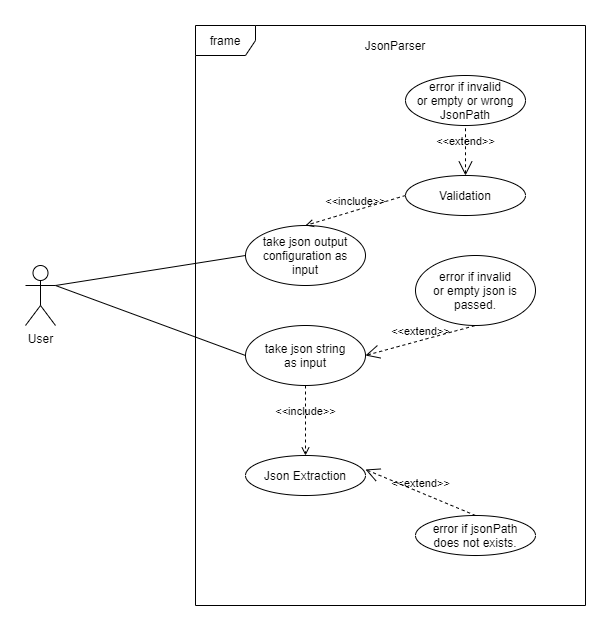 frame
JsonParser
error if invalid
or empty or wrong
JsonPath
<<extend>>
Validation
<<include>>
take json output
configuration as
input
error if invalid
or empty json is
passed.
<<extend>>
User
take json string
as input
<<include>>
Json Extraction
<<extend>>
error if jsonPath
does not exists.